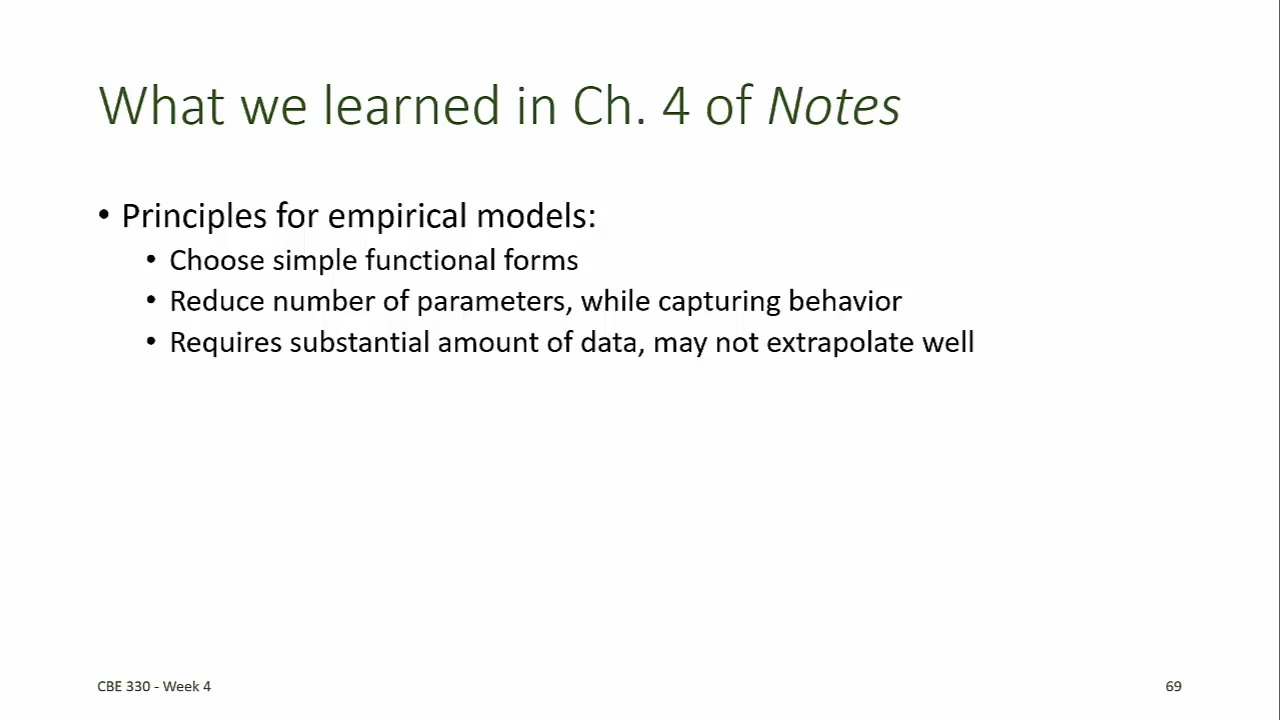 What we learned in Ch. 4 of Notes
• Principles for empirical models:
• Choose simple functional forms
• Reduce number of parameters, while capturing behavior
• Requires substantial amount of data, may not extrapolate well
CBE 330 - Week 4
69